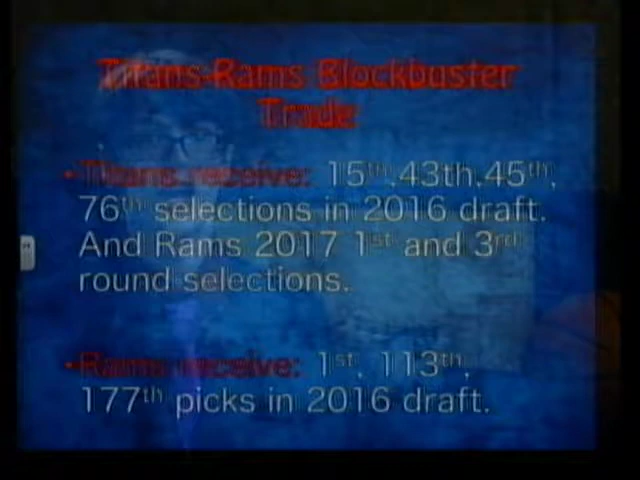 Titans-Rams Blockbuster
Trade
• Titans receive: 15th, 43th, 45th,
76th selections in 2016 draft.
And Rams 2017 1st and 3rd
round selections.
• Rams receive: 1st, 113th,
177th picks in 2016 draft.